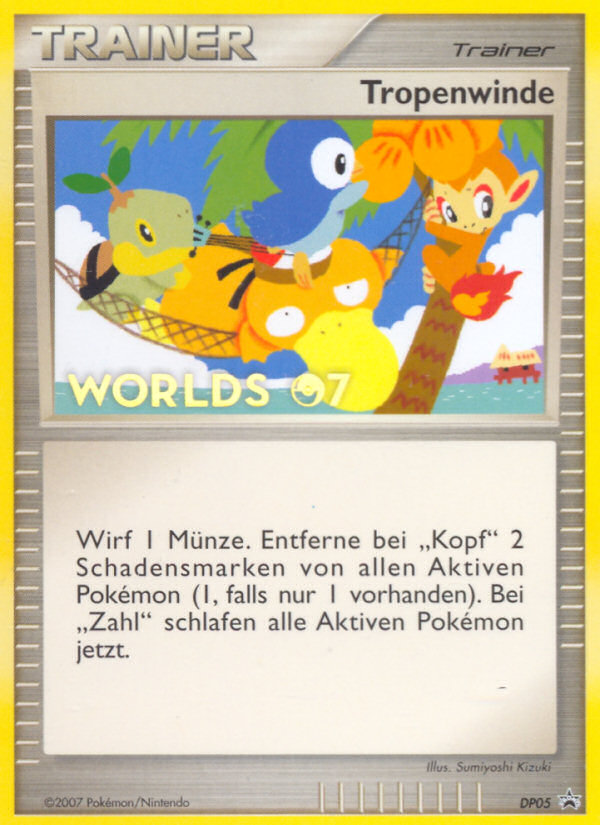 TRAINER
Trainer
Tropenwinde
WORLDS 07
Wirf 1 Münze. Entferne bei „Kopf“ 2
Schadensmarken von allen Aktiven
Pokémon (1, falls nur 1 vorhanden). Bei
„Zahl“ schlafen alle Aktiven Pokémon
jetzt.
Illus. Sumiyoshi Kizuki
©2007 Pokémon/Nintendo
DP05